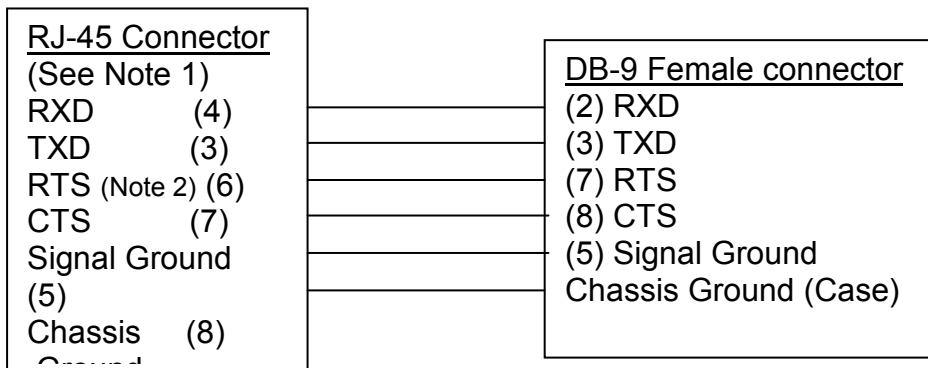 RJ-45 Connector
(See Note 1)
RXD (4)
TXD (3)
RTS (Note 2) (6)
CTS (7)
Signal Ground
(5)
Chassis (8)
Ground
DB-9 Female connector
(2) RXD
(3) TXD
(7) RTS
(8) CTS
(5) Signal Ground
Chassis Ground (Case)